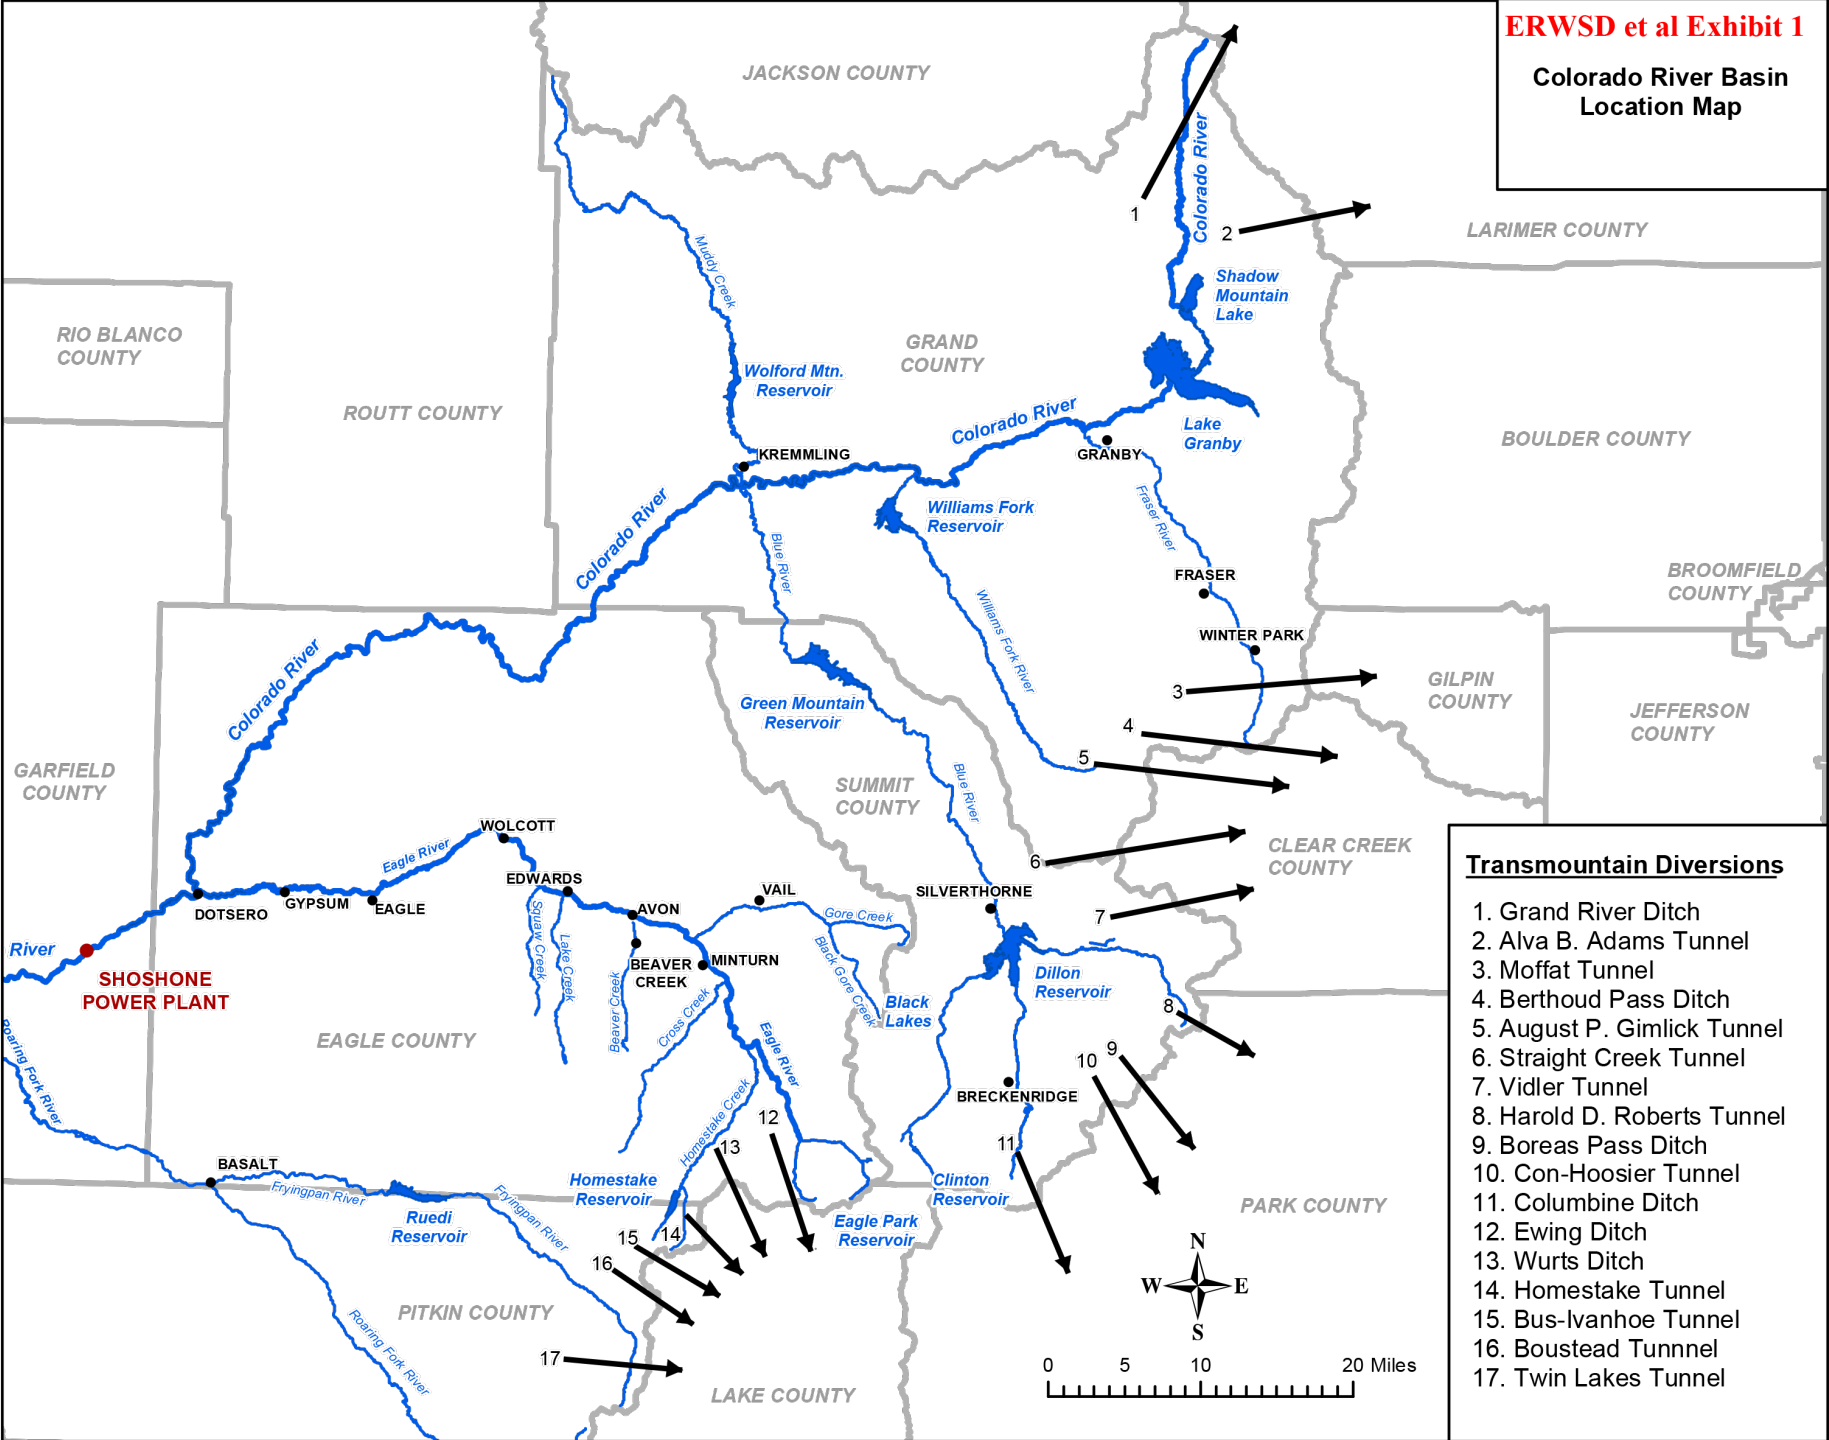 ERWSD et al Exhibit 1
Colorado River Basin
Location Map
JACKSON COUNTY
Colorado River
1
2
LARIMER COUNTY
Muddy Creek
Shadow
Mountain
Lake
RIO BLANCO
COUNTY
GRAND
COUNTY
Wolford Mtn.
Reservoir
ROUTT COUNTY
Colorado River
Lake
Granby
BOULDER COUNTY
KREMMLING
GRANBY
Colorado River
Williams Fork
Reservoir
Fraser River
Blue River
FRASER
BROOMFIELD
COUNTY
Williams Fork River
WINTER PARK
Colorado River
3
GILPIN
COUNTY
Green Mountain
Reservoir
JEFFERSON
COUNTY
4
5
GARFIELD
COUNTY
SUMMIT
COUNTY
Blue River
WOLCOTT
Eagle River
6
CLEAR CREEK
COUNTY
EDWARDS
VAIL
SILVERTHORNE
DOTSERO
GYPSUM
EAGLE
AVON
Gore Creek
7
Squaw Creek
Lake Creek
River
SHOSHONE
POWER PLANT
BEAVER
CREEK
MINTURN
Black Gore Creek
Dillon
Reservoir
Beaver Creek
Cross Creek
Black
Lakes
8
Roaring Fork River
EAGLE COUNTY
Eagle River
9
10
BRECKENRIDGE
Homestake Creek
12
13
11
BASALT
Fryingpan River
Ruedi
Reservoir
Fryingpan River
Homestake
Reservoir
Clinton
Reservoir
Eagle Park
Reservoir
PARK COUNTY
14
15
16
N
W E
S
PITKIN COUNTY
Roaring Fork River
17
LAKE COUNTY
0 5 10 20 Miles
Transmountain Diversions
1. Grand River Ditch
2. Alva B. Adams Tunnel
3. Moffat Tunnel
4. Berthoud Pass Ditch
5. August P. Gimlick Tunnel
6. Straight Creek Tunnel
7. Vidler Tunnel
8. Harold D. Roberts Tunnel
9. Boreas Pass Ditch
10. Con-Hoosier Tunnel
11. Columbine Ditch
12. Ewing Ditch
13. Wurts Ditch
14. Homestake Tunnel
15. Bus-Ivanhoe Tunnel
16. Boustead Tunnnel
17. Twin Lakes Tunnel